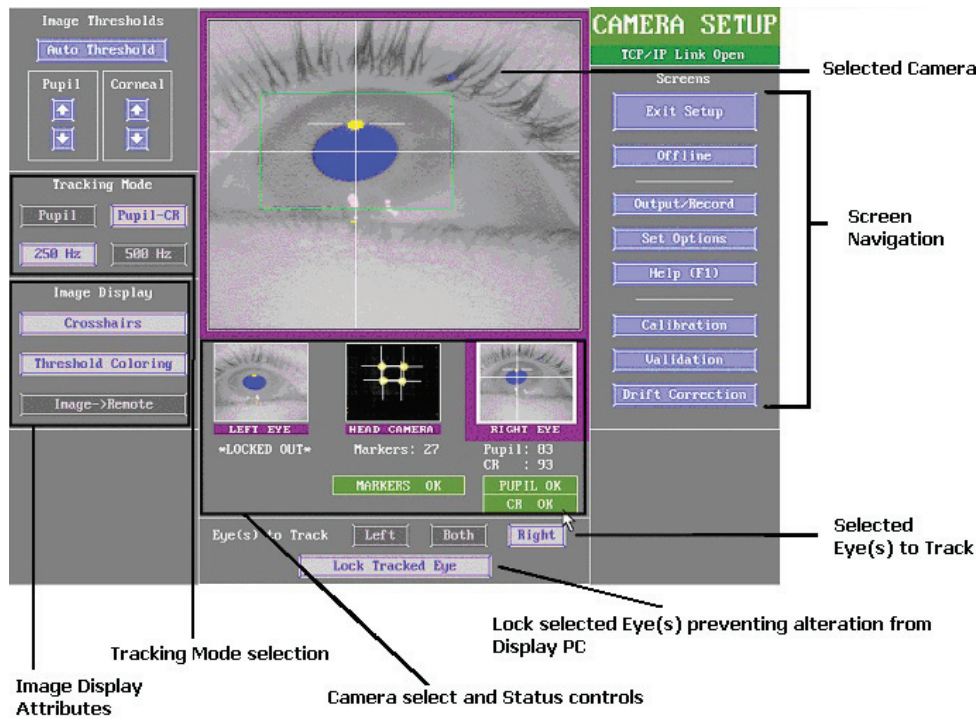 Image Thresholds
Auto Threshold
Pupil Corneal
Tracking Mode
Pupil Pupil-CR
250 Hz 500 Hz
Image Display
Crosshairs
Threshold Coloring
Image->Remote
LEFT EYE HEAD CAMERA RIGHT EYE
*LOCKED OUT* Markers: 27 Pupil: 83
CR : 93
MARKERS OK PUPIL OK
CR OK
Eye(s) to Track Left Both Right
Lock Tracked Eye
CAMERA SETUP
TCP/IP Link Open
Screens
Exit Setup
Offline
Output/Record
Set Options
Help (F1)
Calibration
Validation
Drift Correction
Selected Camera
Screen
Navigation
Selected
Eye(s) to Track
Lock selected Eye(s) preventing alteration from
Display PC
Tracking Mode selection
Image Display
Attributes
Camera select and Status controls